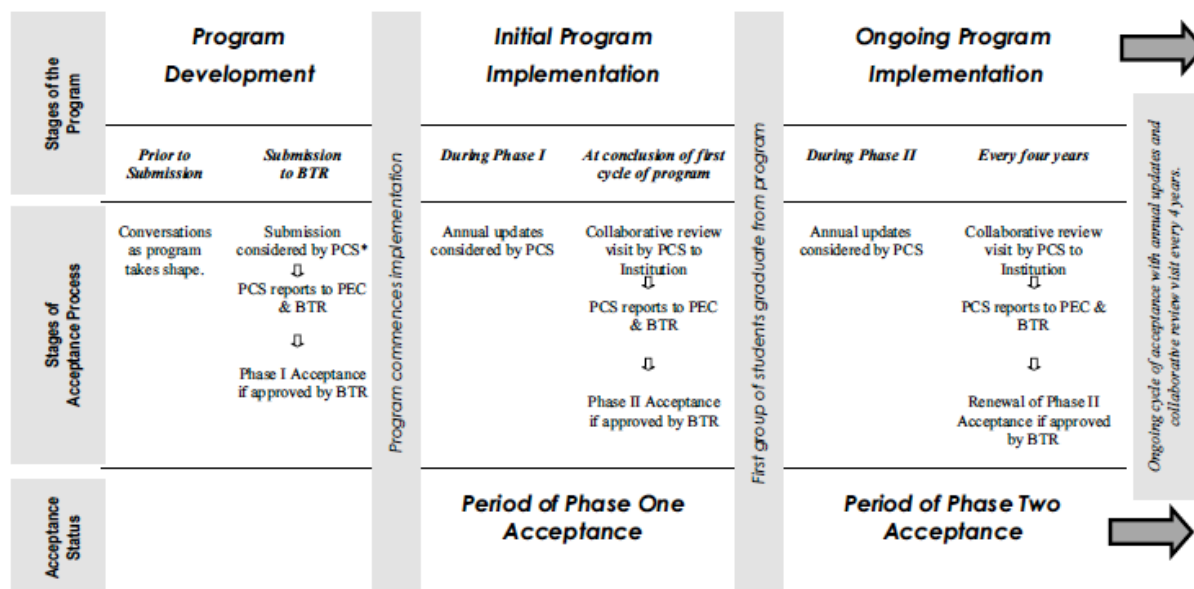 Stages of the
Program
Program
Development
Initial Program
Implementation
Ongoing Program
Implementation
Prior to
Submission
Submission
to BTR
During Phase I
At conclusion of first
cycle of program
During Phase II
Every four years
Stages of
Acceptance Process
Conversations
as program
takes shape.
Submission
considered by PCS*
PCS reports to PEC
& BTR
Phase I Acceptance
if approved by BTR
Program commences implementation
Annual updates
considered by PCS
Collaborative review
visit by PCS to
Institution
PCS reports to PEC
& BTR
Phase II Acceptance
if approved by BTR
First group of students graduate from program
Annual updates
considered by PCS
Collaborative review
visit by PCS to
Institution
PCS reports to PEC &
BTR
Renewal of Phase II
Acceptance if approved
by BTR
Ongoing cycle of acceptance with annual updates and
collaborative review visit every 4 years.
Acceptance
Status
Period of Phase One
Acceptance
Period of Phase Two
Acceptance